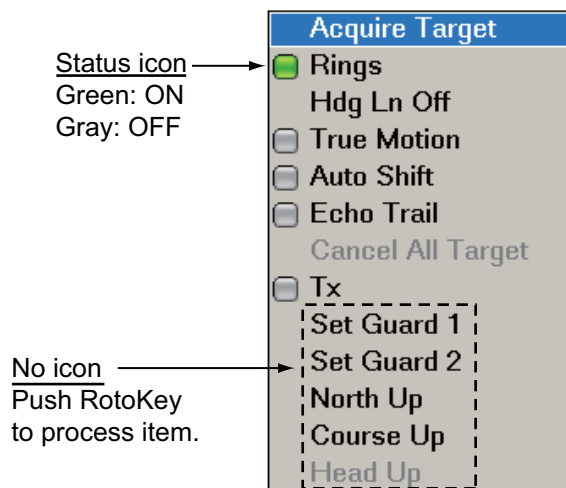 Acquire Target
Status icon
Green: ON
Gray: OFF
Rings
Hdg Ln Off
True Motion
Auto Shift
Echo Trail
Cancel All Target
Tx
Set Guard 1
Set Guard 2
North Up
Course Up
Head Up
No icon
Push RotoKey
to process item.